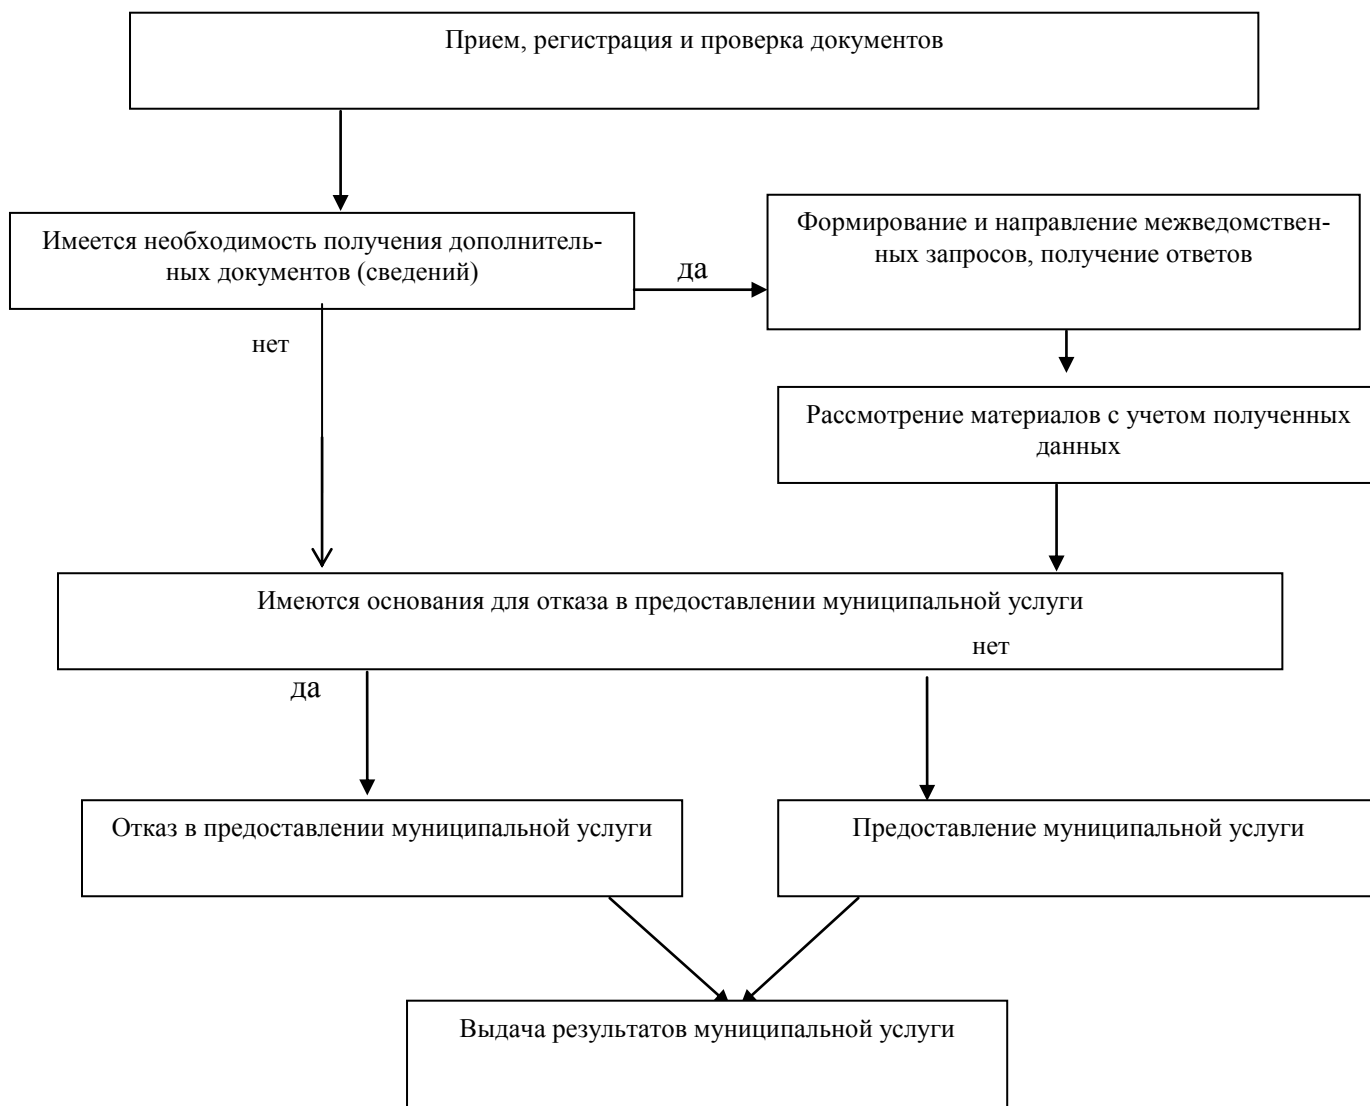 Прием, регистрация и проверка документов
Имеется необходимость получения дополнитель-
ных документов (сведений)
да
Формирование и направление межведомствен-
ных запросов, получение ответов
нет
Рассмотрение материалов с учетом полученных
данных
Имеются основания для отказа в предоставлении муниципальной услуги
нет
да
Отказ в предоставлении муниципальной услуги
Предоставление муниципальной услуги
Выдача результатов муниципальной услуги